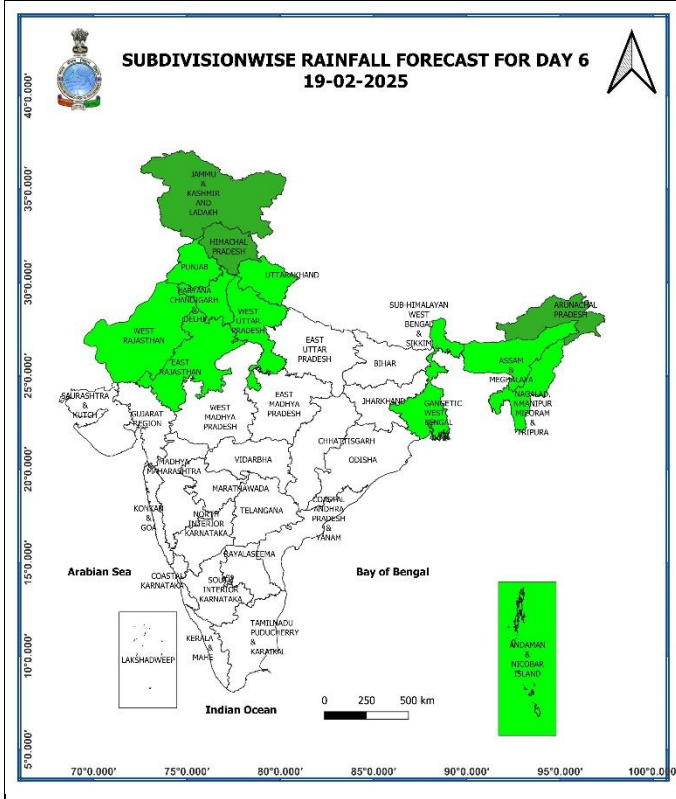 SUBDIVISIONWISE RAINFALL FORECAST FOR DAY 6
19-02-2025
40°0.000'
35°0.000'
30°0.000'
25°0.000'
20°0.000'
15°0.000'
10°0.000'
5°0.000'
JAMMU
&
KASHMIR
AND
LADAKH
HIMACHAL
PRADESH
PUNJAB
UTTARAKHAND
HARYANA
CHANDIGARH
&
DELHI
WEST
UTTAR
PRADESH
WEST
RAJASTHAN
EAST
RAJASTHAN
EAST
UTTAR
PRADESH
SUB-HIMALAYAN
WEST
BENGAL
&
SIKKIM
ARUNACHAL
PRADESH
ASSAM
&
MEGHALAYA
NAGALAD,
NMANIPUR
MIZORAM
&
TRIPURA
BIHAR
JHARKHAND
GANGETIC
WEST
BENGAL
SAURASHTRA
&
KUTCH
GUJARAT
REGION
WEST
MADHYA
PRADESH
EAST
MADHYA
PRADESH
CHHATTISGARH
ODISHA
VIDARBHA
MADHYA
MAHARASHTRA
MARATHAWADA
KONKAN
&
GOA
NORTH
INTERIOR
KARNATAKA
TELANGANA
COASTAL
ANDHRA
PRADESH
&
YANAM
RAYALASEEMA
COASTAL
KARNATAKA
SOUTH
INTERIOR
KARNATAKA
Arabian Sea
Bay of Bengal
KERALA
&
MAHE
TAMILNADU
PUDUCHERRY
&
KARAIKAL
LAKSHADWEEP
ANDAMAN
&
NICOBAR
ISLAND
Indian Ocean
0 250 500 km
70°0.000' 75°0.000' 80°0.000' 85°0.000' 90°0.000' 95°0.000' 100°0.000'